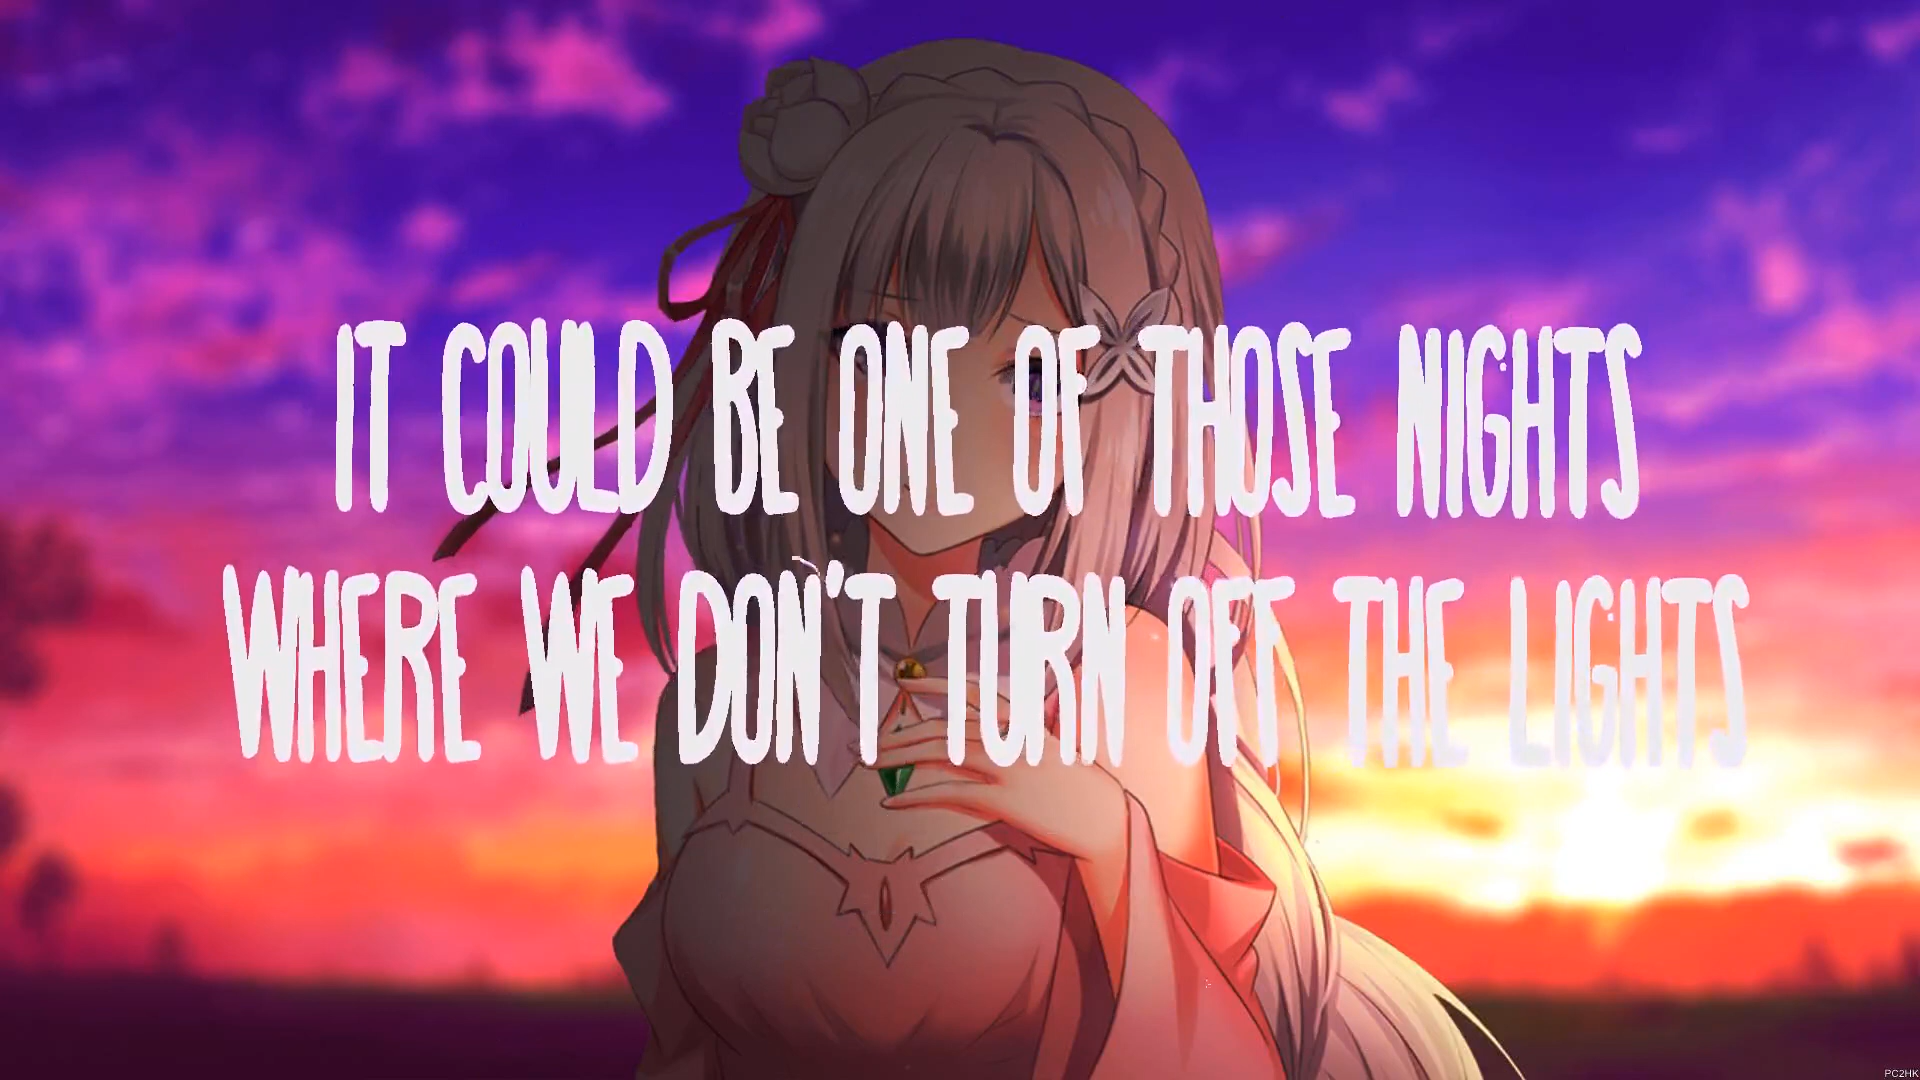 IT COULD BE ONE OF THOSE NIGHTS
WHERE WE DON'T TURN OFF THE LIGHTS
PC2HK